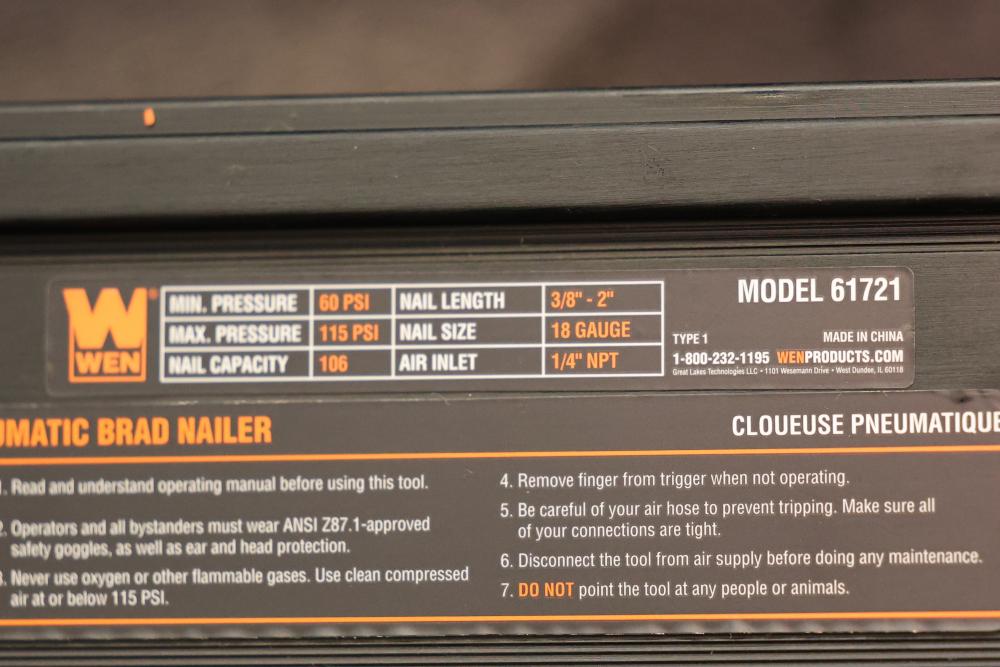 WEN®
MIN. PRESSURE 60 PSI NAIL LENGTH 3/8" - 2"
MAX. PRESSURE 115 PSI NAIL SIZE 18 GAUGE
NAIL CAPACITY 106 AIR INLET 1/4" NPT
MODEL 61721
TYPE 1 MADE IN CHINA
1-800-232-1195 WENPRODUCTS.COM
Great Lakes Technologies LLC • 1101 Wesemann Drive • West Dundee, IL 60118
UMATIC BRAD NAILER
CLOUEUSE PNEUMATIQUE
1. Read and understand operating manual before using this tool.
2. Operators and all bystanders must wear ANSI Z87.1-approved
safety goggles, as well as ear and head protection.
3. Never use oxygen or other flammable gases. Use clean compressed
air at or below 115 PSI.
4. Remove finger from trigger when not operating.
5. Be careful of your air hose to prevent tripping. Make sure all
of your connections are tight.
6. Disconnect the tool from air supply before doing any maintenance.
7. DO NOT point the tool at any people or animals.